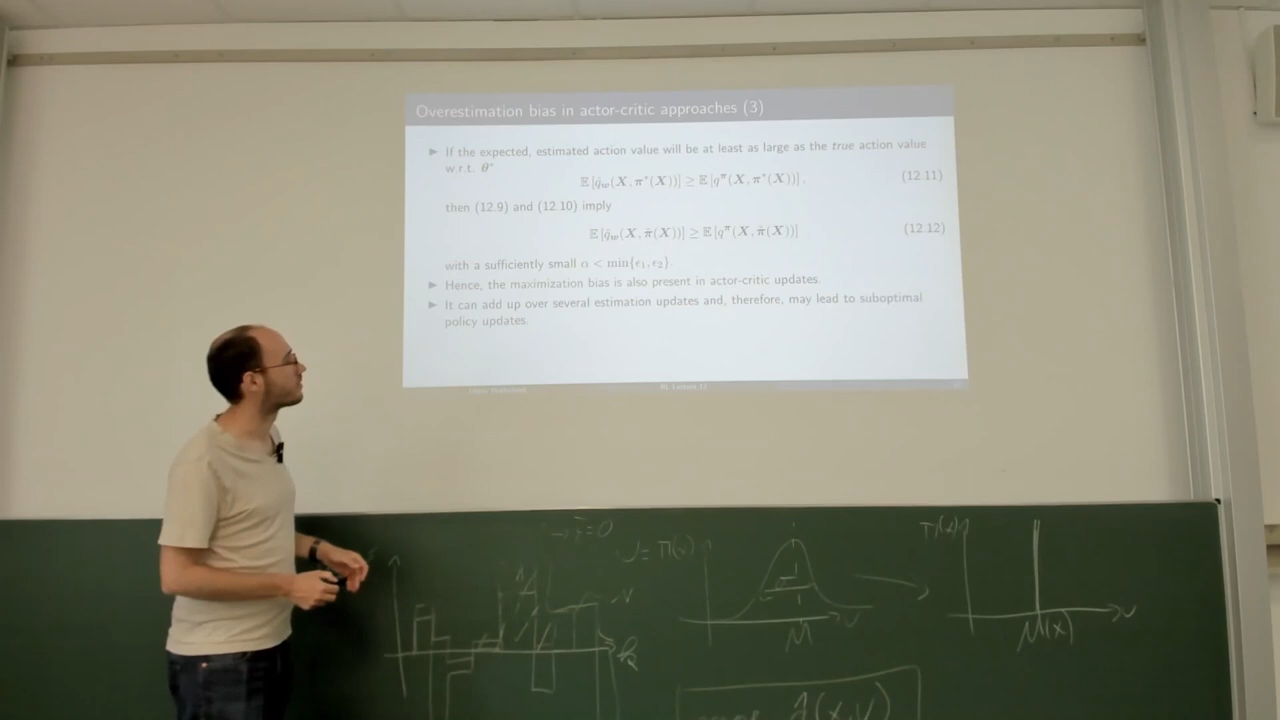 Overestimation bias in actor-critic approaches (3)
▶ If the expected, estimated action value will be at least as large as the true action value
w.r.t. θ*
𝔼[q̂_w(X, π*(X))] ≥ 𝔼[q^π(X, π*(X))], (12.11)
then (12.9) and (12.10) imply
𝔼[q̂_w(X, π̂(X))] ≥ 𝔼[q^π(X, π̂(X))] (12.12)
with a sufficiently small α < min{ϵ₁, ϵ₂}.
▶ Hence, the maximization bias is also present in actor-critic updates.
▶ It can add up over several estimation updates and, therefore, may lead to suboptimal
policy updates.
RL Lecture 12
k
U = Π(x)
M
U
M(x)
U